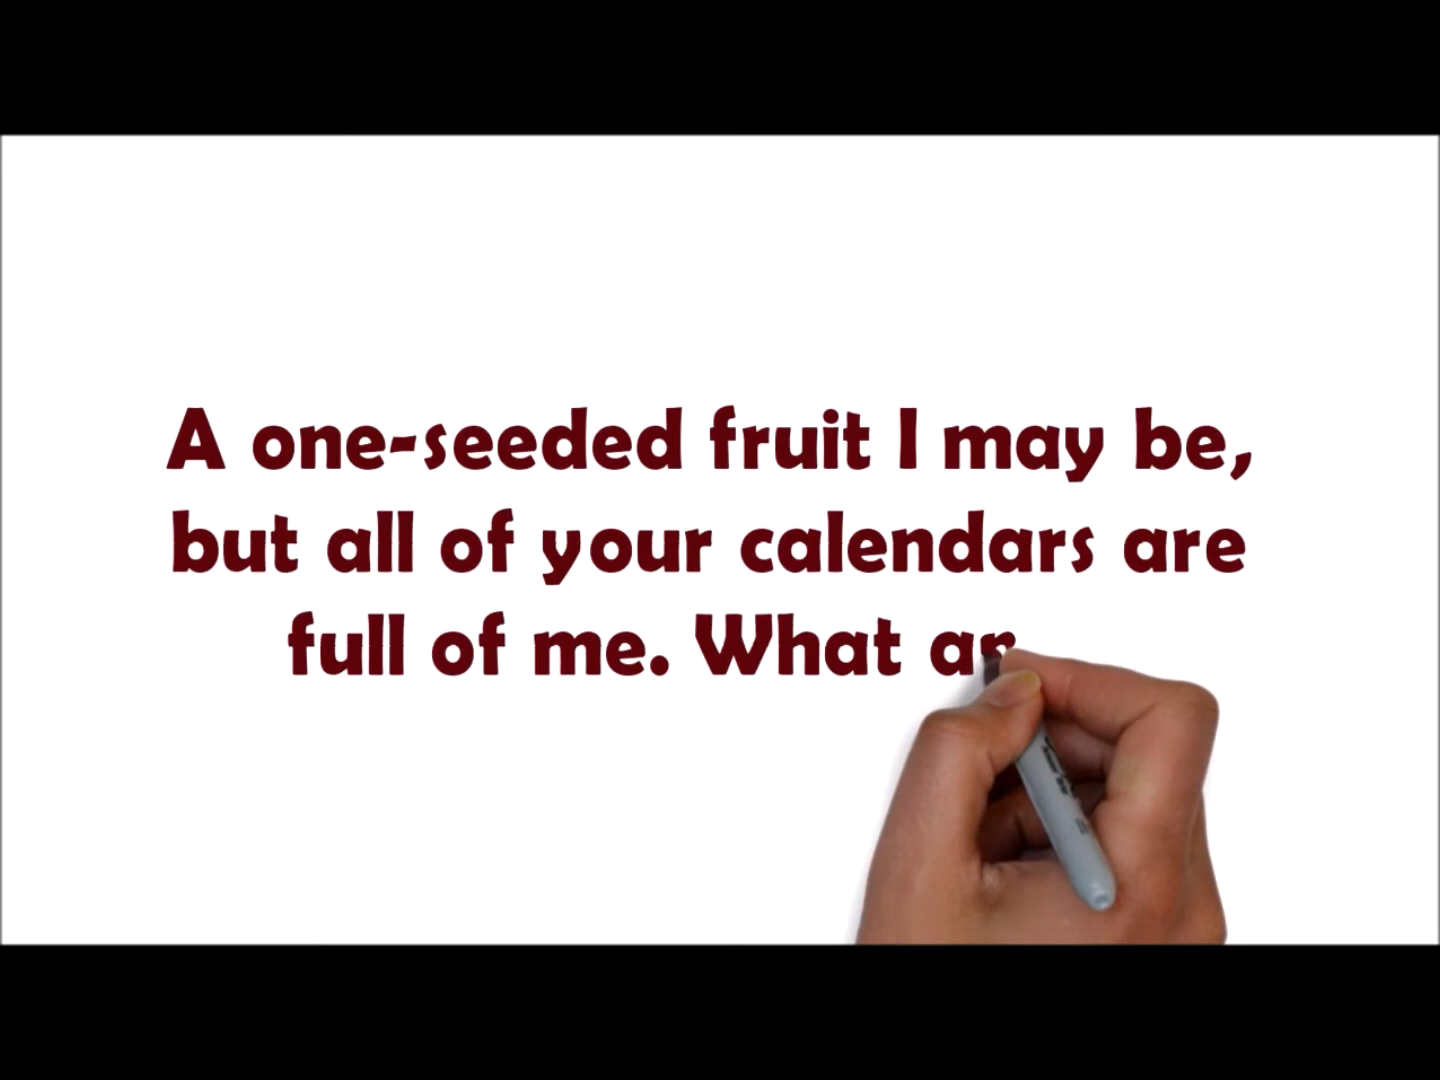 A one-seeded fruit I may be,
but all of your calendars are
full of me. What ar